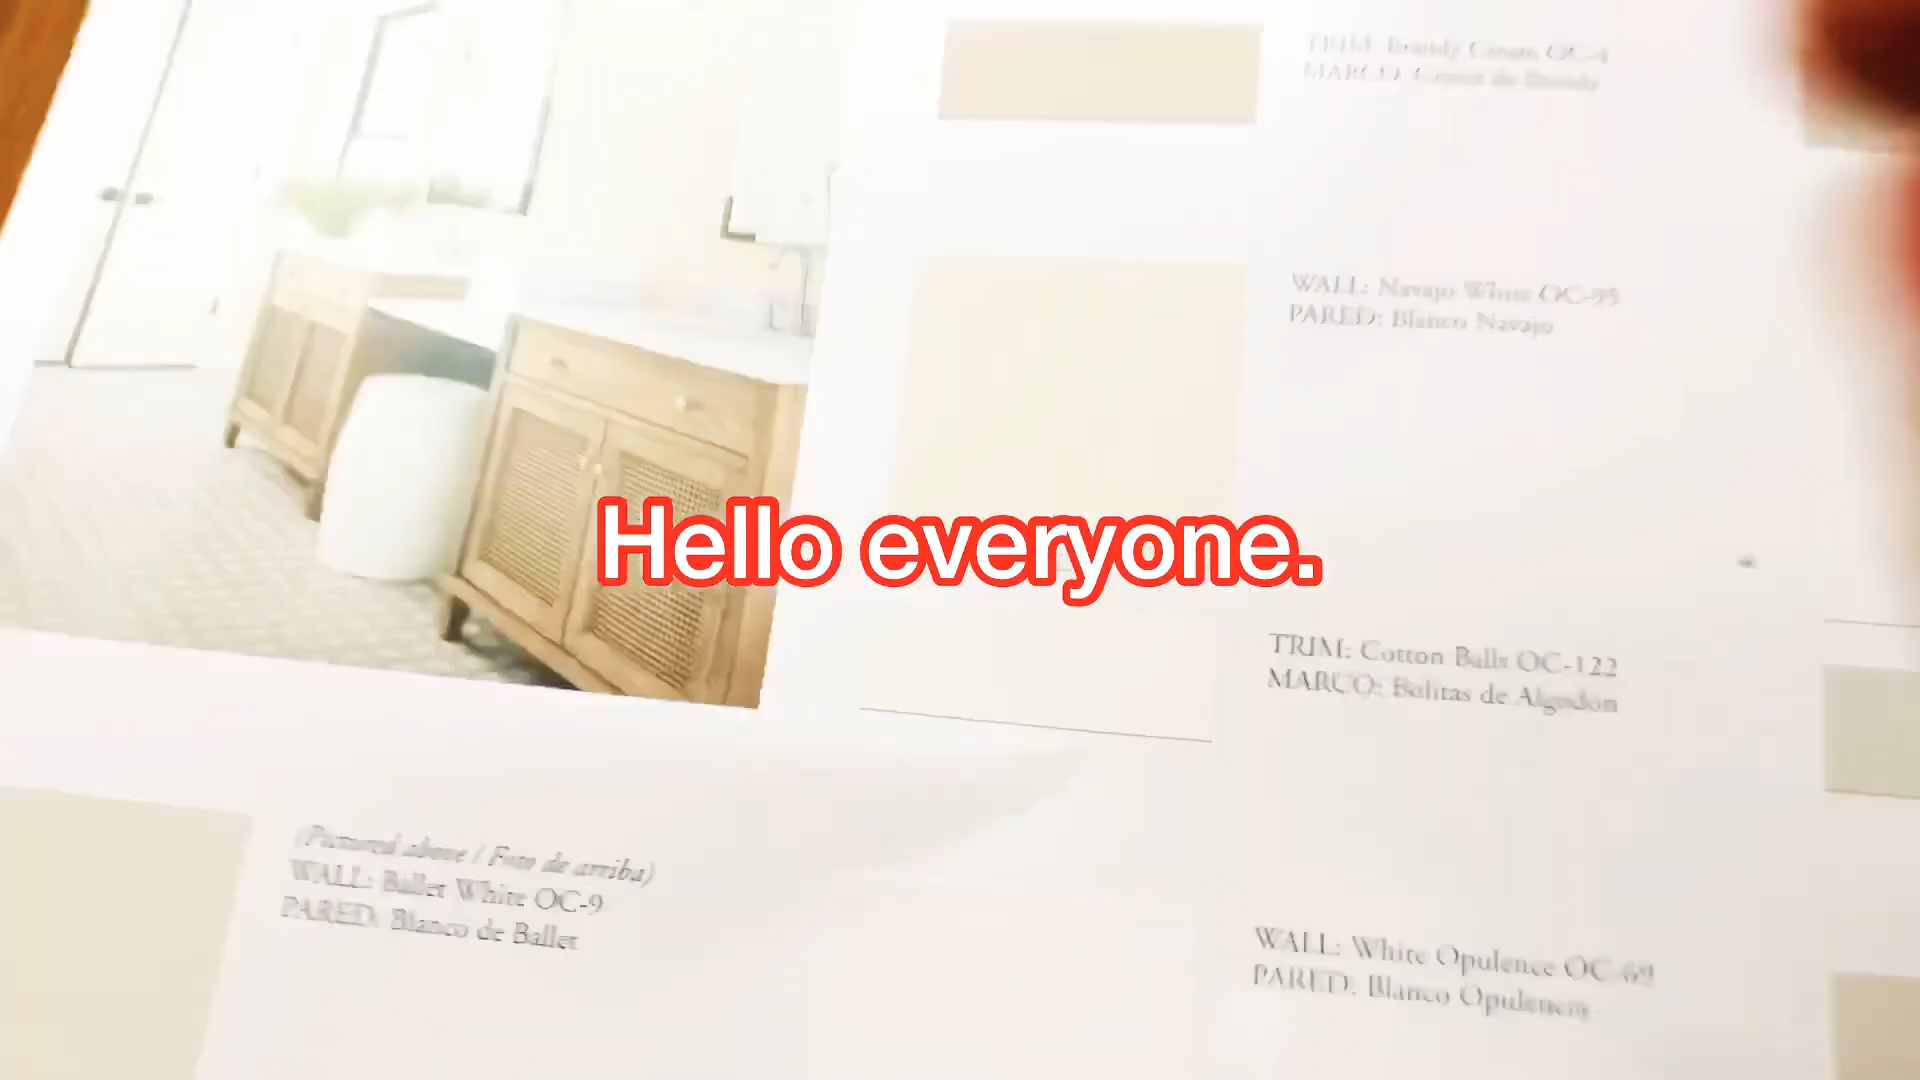 TRIM: Brandy Cream OC-4
MARCO: Crema de Brandy
WALL: Navajo White OC-95
PARED: Blanco Navajo
Hello everyone.
TRIM: Cotton Balls OC-122
MARCO: Bolitas de Algodón
(Pictured above / Foto de arriba)
WALL: Ballet White OC-9
PARED: Blanco de Ballet
WALL: White Opulence OC-69
PARED: Blanco Opulencia